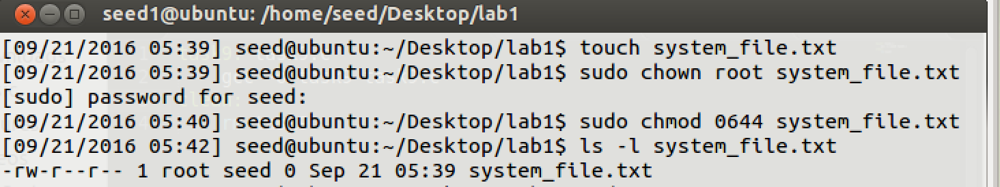 seed1@ubuntu: /home/seed/Desktop/lab1
[09/21/2016 05:39] seed@ubuntu:~/Desktop/lab1$ touch system_file.txt
[09/21/2016 05:39] seed@ubuntu:~/Desktop/lab1$ sudo chown root system_file.txt
[sudo] password for seed:
[09/21/2016 05:40] seed@ubuntu:~/Desktop/lab1$ sudo chmod 0644 system_file.txt
[09/21/2016 05:42] seed@ubuntu:~/Desktop/lab1$ ls -l system_file.txt
-rw-r--r-- 1 root seed 0 Sep 21 05:39 system_file.txt